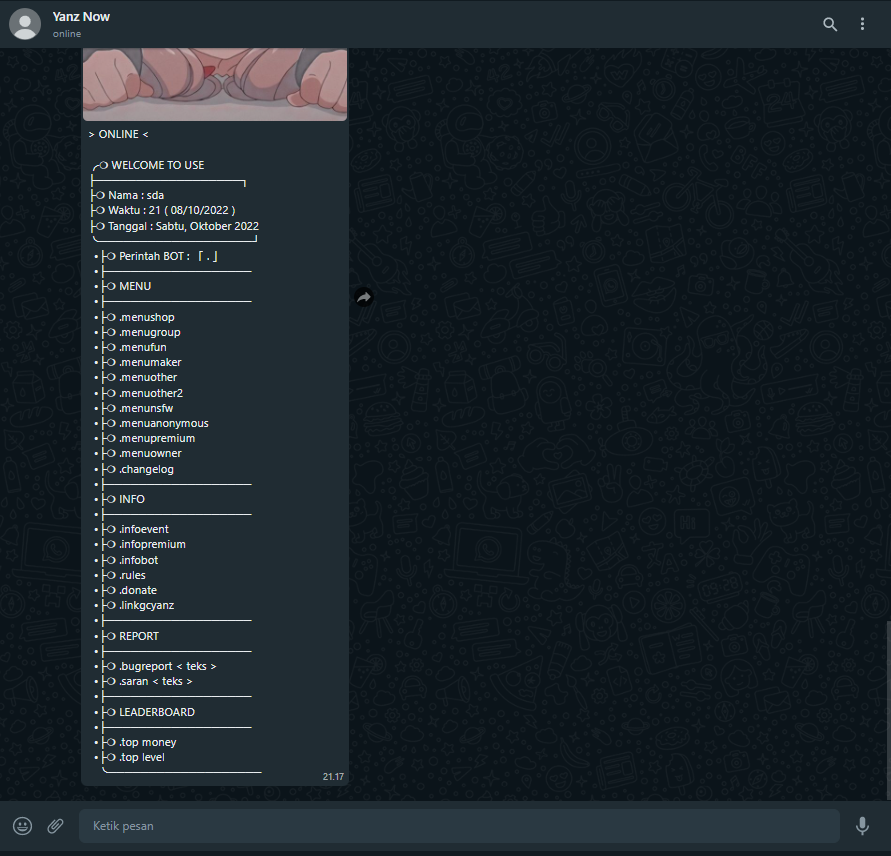 Yanz Now
online
> ONLINE <
╭❍ WELCOME TO USE
├❍ Nama : sda
├❍ Waktu : 21 ( 08/10/2022 )
├❍ Tanggal : Sabtu, Oktober 2022
•├❍ Perintah BOT : 「 . 」
•├❍ MENU
•├❍ .menushop
•├❍ .menugroup
•├❍ .menufun
•├❍ .menumaker
•├❍ .menuother
•├❍ .menuother2
•├❍ .menunsfw
•├❍ .menuanonymous
•├❍ .menupremium
•├❍ .menuowner
•├❍ .changelog
•├❍ INFO
•├❍ .infoevent
•├❍ .infopremium
•├❍ .infobot
•├❍ .rules
•├❍ .donate
•├❍ .linkgcyanz
•├❍ REPORT
•├❍ .bugreport < teks >
•├❍ .saran < teks >
•├❍ LEADERBOARD
•├❍ .top money
•├❍ .top level
21.17
Ketik pesan